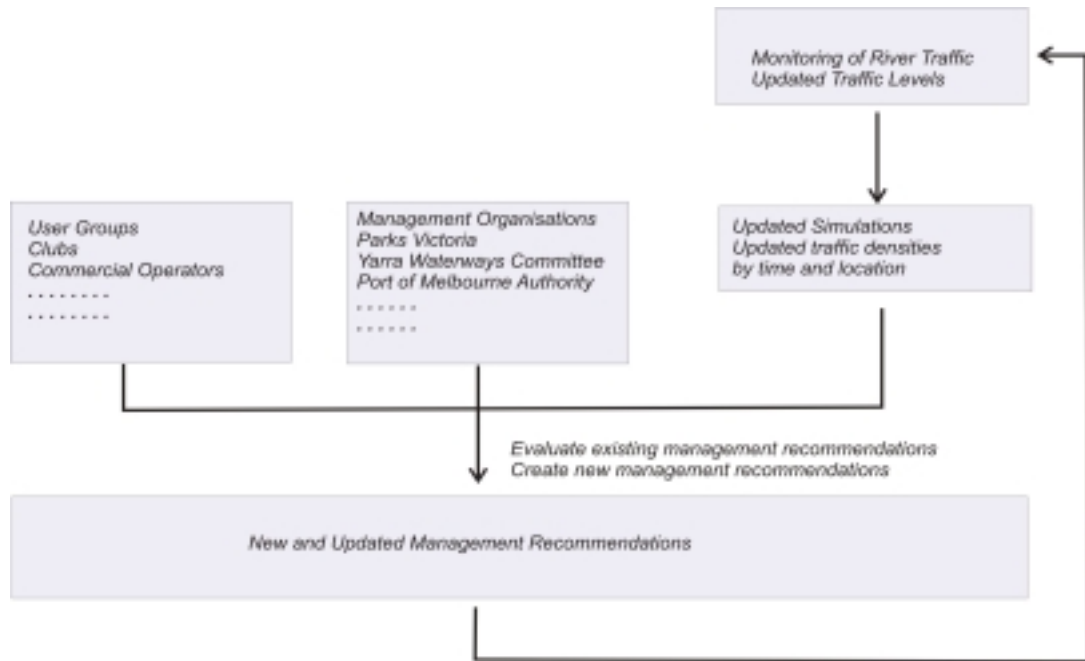 Monitoring of River Traffic
Updated Traffic Levels
User Groups
Clubs
Commercial Operators
- - - - - - - -
- - - - - - - -
Management Organisations
Parks Victoria
Yarra Waterways Committee
Port of Melbourne Authority
- - - - - -
- - - - - -
Updated Simulations
Updated traffic densities
by time and location
Evaluate existing management recommendations
Create new management recommendations
New and Updated Management Recommendations